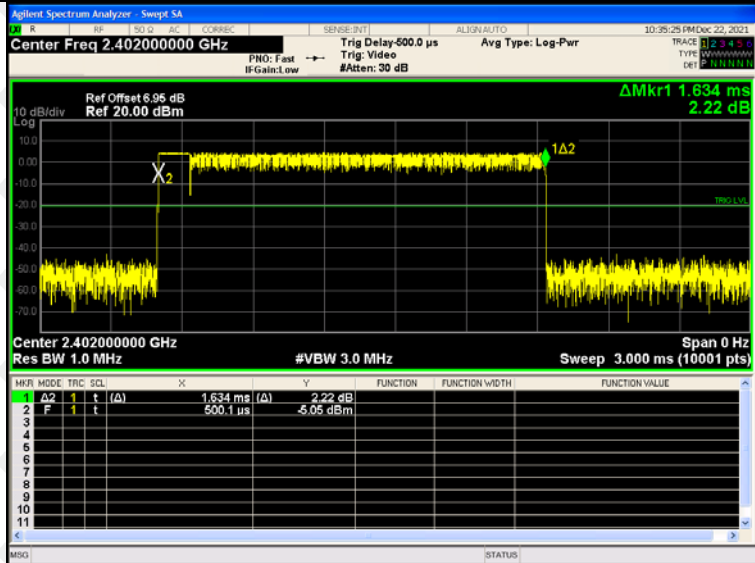 Agilent Spectrum Analyzer - Swept SA
R RF 50 Ω AC CORREC SENSE:INT ALIGNAUTO 10:35:25 PM Dec 22, 2021
Center Freq 2.402000000 GHz
PNO: Fast
IFGain:Low
Trig Delay-500.0 µs
Trig: Video
#Atten: 30 dB
Avg Type: Log-Pwr
TRACE 1 2 3 4 5 6
TYPE WWWWWW
DET P N N N N N
ΔMkr1 1.634 ms
2.22 dB
Ref Offset 6.95 dB
10 dB/div Ref 20.00 dBm
Log
10.0
0.00
-10.0
-20.0
-30.0
-40.0
-50.0
-60.0
-70.0
1Δ2
X2
TRIG LVL
Center 2.402000000 GHz Span 0 Hz
Res BW 1.0 MHz #VBW 3.0 MHz Sweep 3.000 ms (10001 pts)
MKR MODE TRC SCL X Y FUNCTION FUNCTION WIDTH FUNCTION VALUE
1 Δ2 1 t (Δ) 1.634 ms (Δ) 2.22 dB
2 F 1 t 500.1 µs -5.05 dBm
3
4
5
6
7
8
9
10
11
MSG STATUS